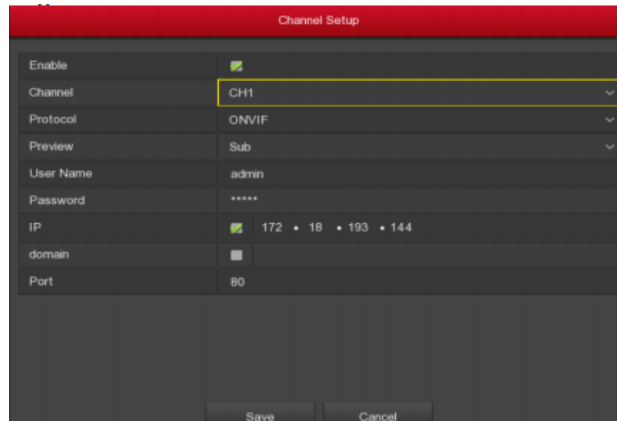 Channel Setup
Enable
Channel CH1
Protocol ONVIF
Preview Sub
User Name admin
Password *****
IP 172 • 18 • 193 • 144
domain
Port 80
Save Cancel